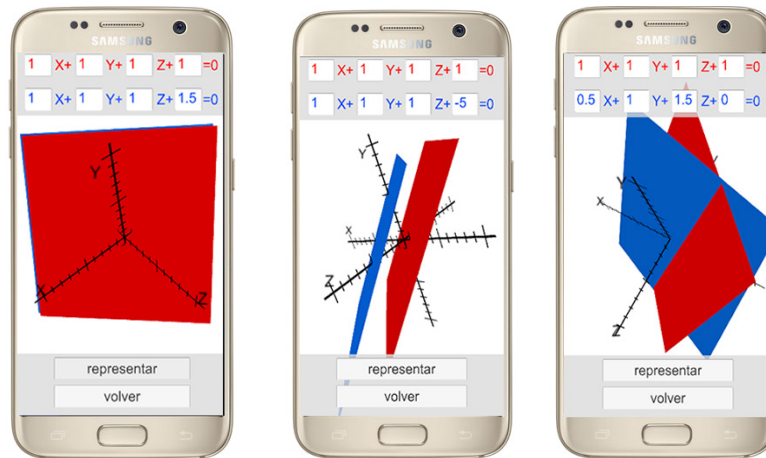 SAMSUNG
1 X+ 1 Y+ 1 Z+ 1 =0
1 X+ 1 Y+ 1 Z+ 1.5 =0
Y
X
Z
representar
volver
SAMSUNG
1 X+ 1 Y+ 1 Z+ 1 =0
1 X+ 1 Y+ 1 Z+ -5 =0
Y
X
Z
representar
volver
SAMSUNG
1 X+ 1 Y+ 1 Z+ 1 =0
0.5 X+ 1 Y+ 1.5 Z+ 0 =0
Y
X
Z
representar
volver